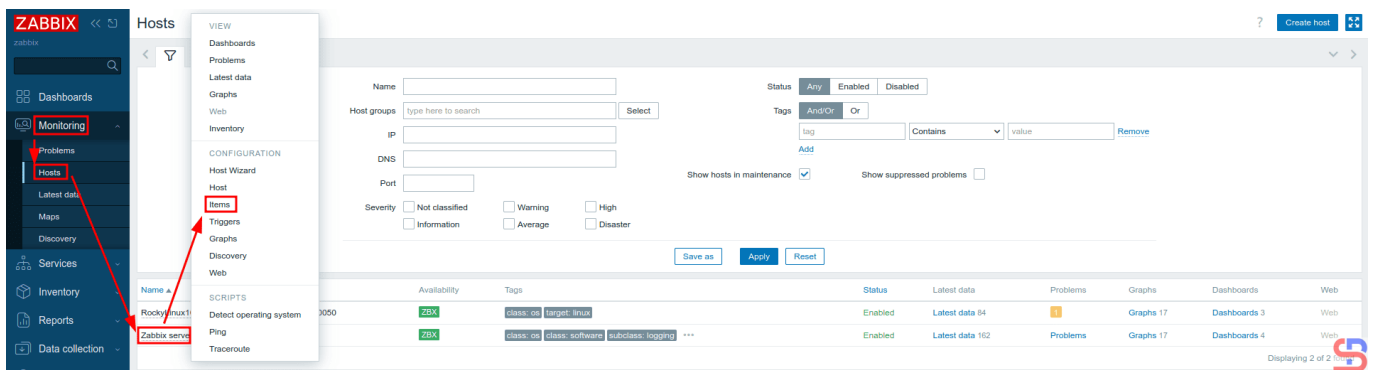 ZABBIX
zabbix
Dashboards
Monitoring
Problems
Hosts
Latest data
Maps
Discovery
Services
Inventory
Reports
Data collection
Hosts
? Create host
VIEW
Dashboards
Problems
Latest data
Graphs
Web
Inventory
CONFIGURATION
Host Wizard
Host
Items
Triggers
Graphs
Discovery
Web
SCRIPTS
Detect operating system
Ping
Traceroute
Name
Host groups type here to search Select
IP
DNS
Port
Severity Not classified Warning High
Information Average Disaster
Status Any Enabled Disabled
Tags And/Or Or
tag Contains value Remove
Add
Show hosts in maintenance Show suppressed problems
Save as Apply Reset
Name Availability Tags Status Latest data Problems Graphs Dashboards Web
0050 ZBX class: os target: linux Enabled Latest data 84 1 Graphs 17 Dashboards 3 Web
Zabbix serve ZBX class: os class: software subclass: logging ••• Enabled Latest data 162 Problems Graphs 17 Dashboards 4 Web
Displaying 2 of 2